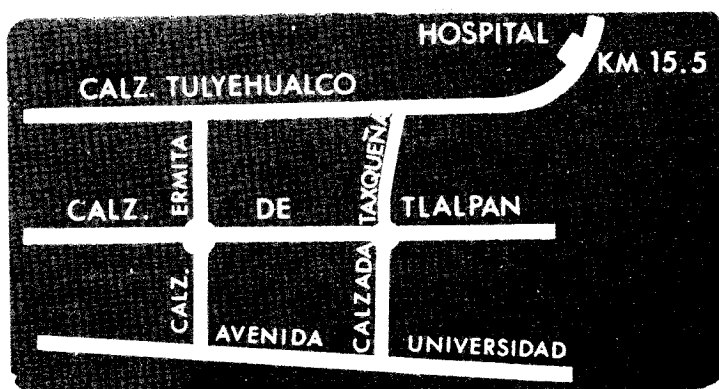 HOSPITAL
KM 15.5
CALZ. TULYEHUALCO
CALZ. ERMITA
CALZADA TAXQUEÑA
CALZ. DE TLALPAN
AVENIDA UNIVERSIDAD